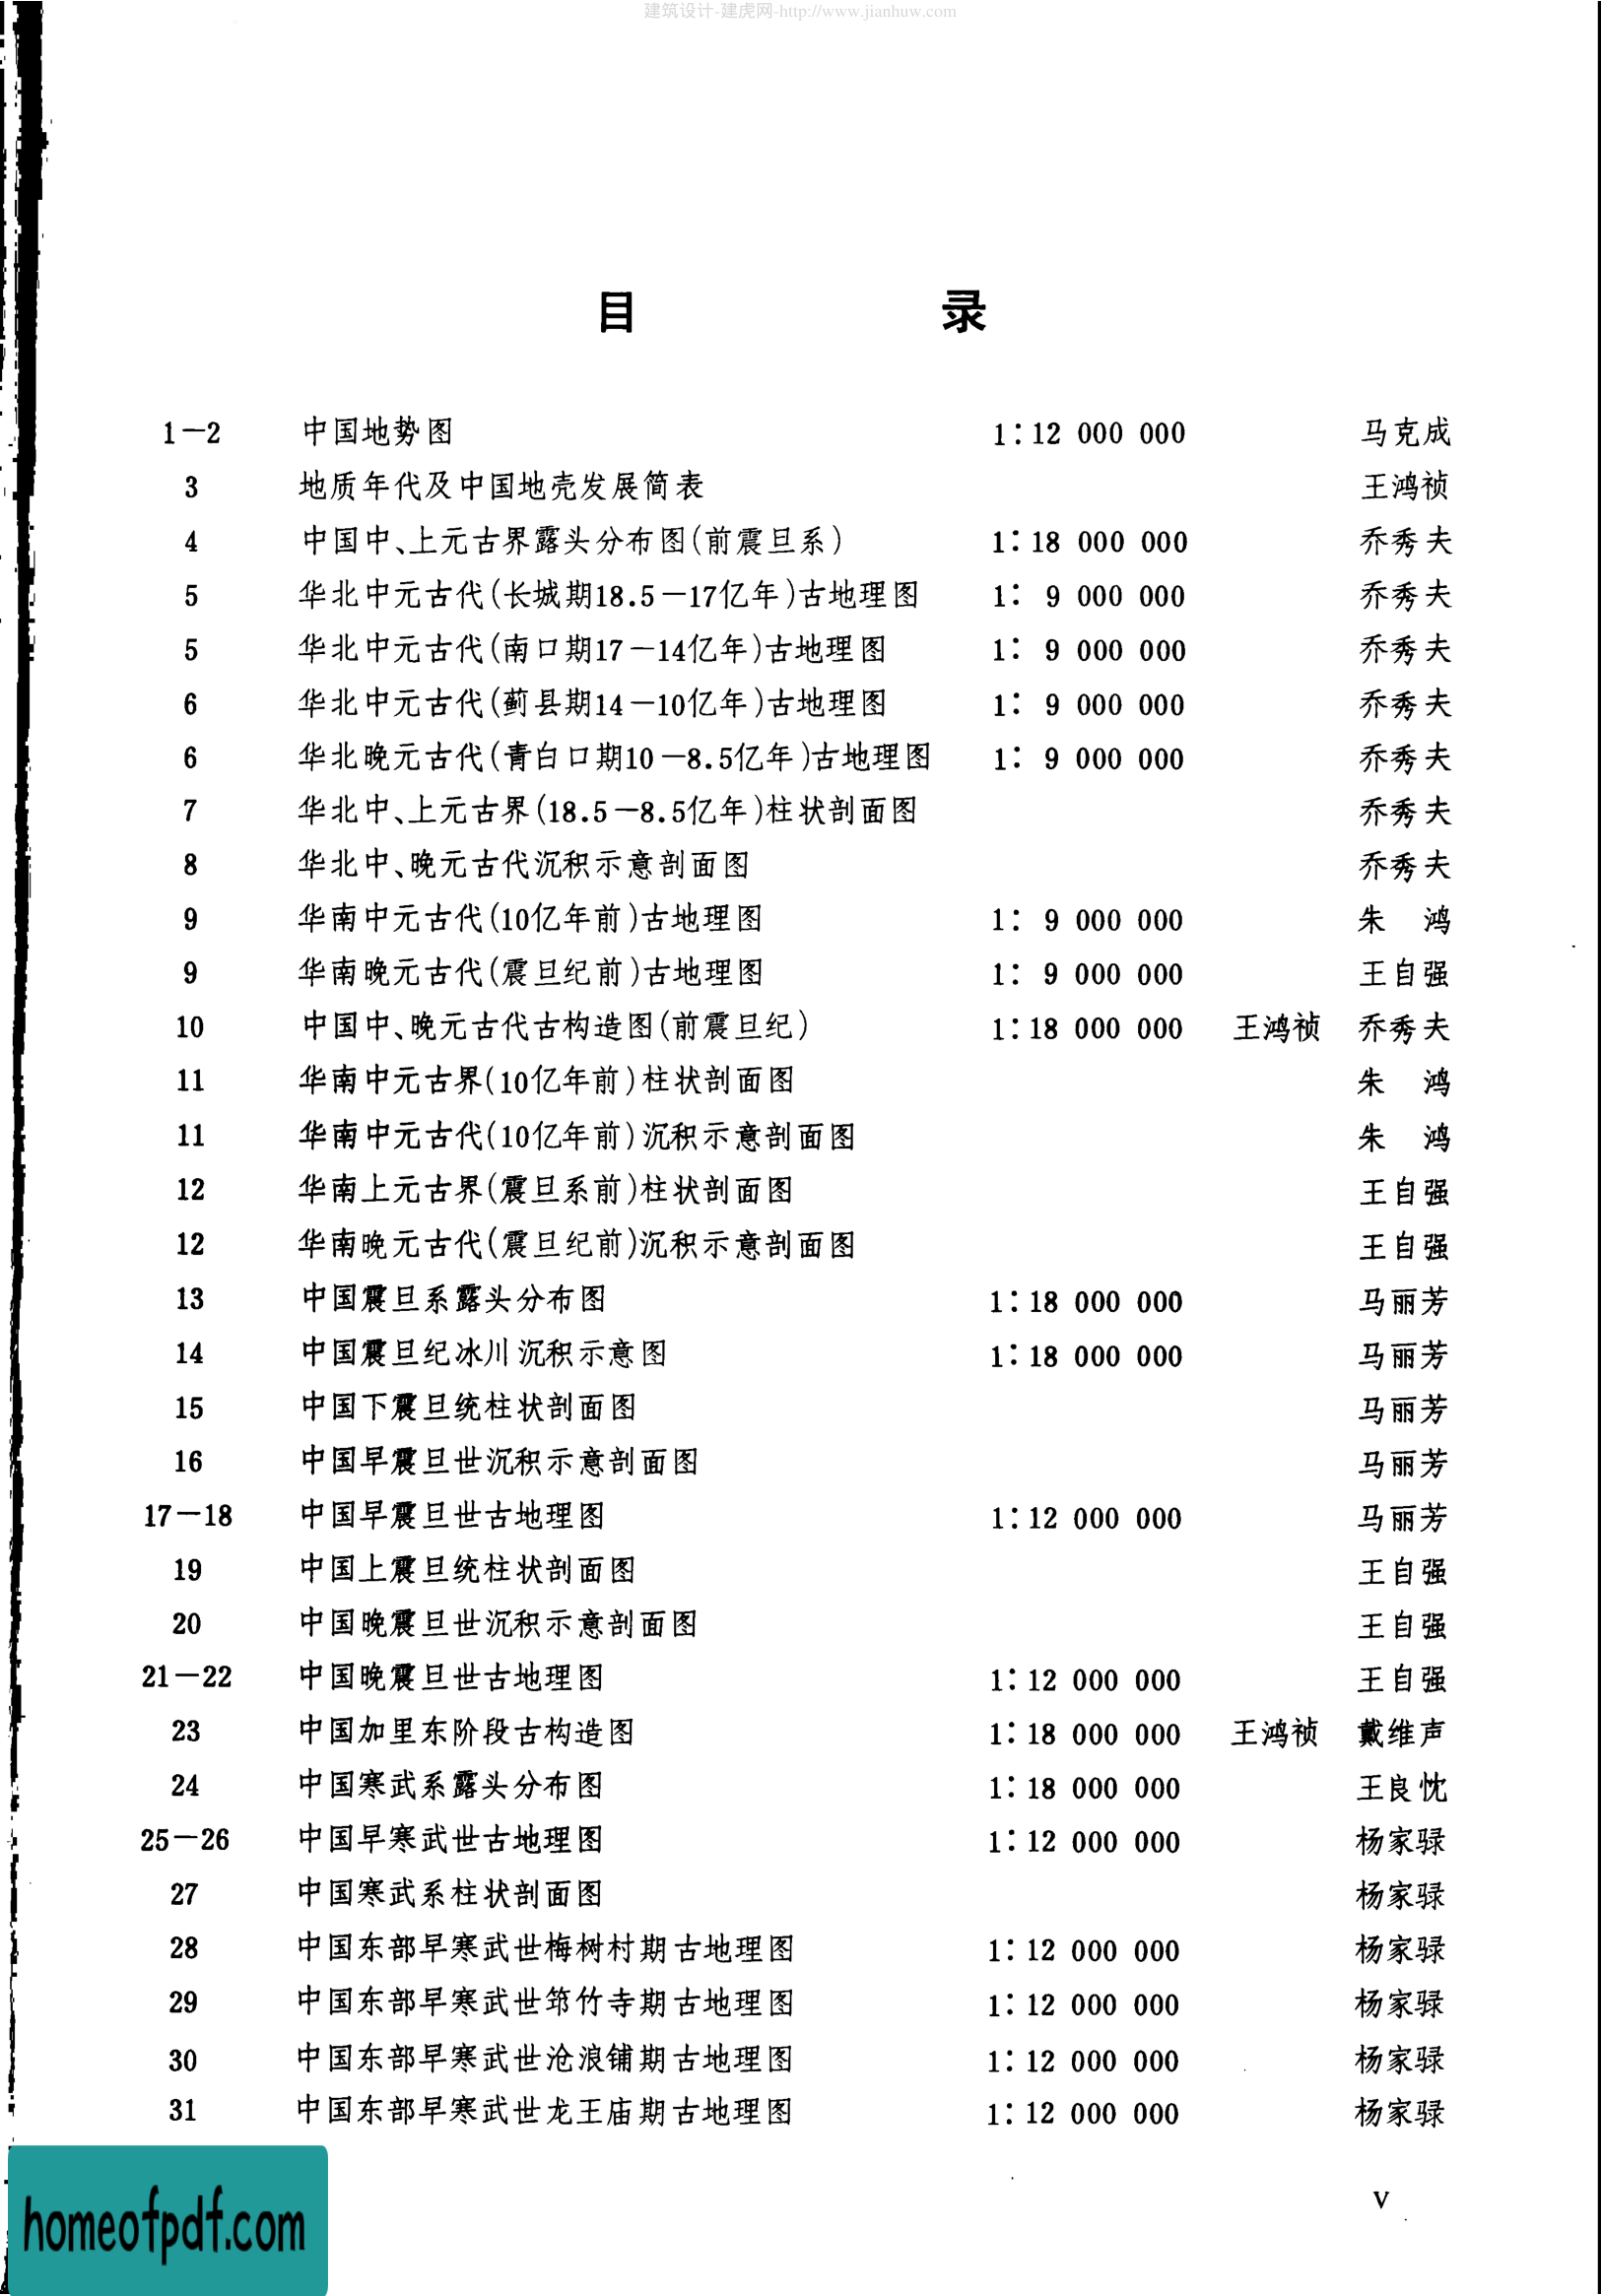 建筑设计-建虎网-http://www.jianhuw.com
目 录
1—2 中国地势图 1:12 000 000 马克成
3 地质年代及中国地壳发展简表 王鸿祯
4 中国中、上元古界露头分布图(前震旦系) 1:18 000 000 乔秀夫
5 华北中元古代(长城期18.5—17亿年)古地理图 1: 9 000 000 乔秀夫
5 华北中元古代(南口期17—14亿年)古地理图 1: 9 000 000 乔秀夫
6 华北中元古代(蓟县期14—10亿年)古地理图 1: 9 000 000 乔秀夫
6 华北晚元古代(青白口期10—8.5亿年)古地理图 1: 9 000 000 乔秀夫
7 华北中、上元古界(18.5—8.5亿年)柱状剖面图 乔秀夫
8 华北中、晚元古代沉积示意剖面图 乔秀夫
9 华南中元古代(10亿年前)古地理图 1: 9 000 000 朱 鸿
9 华南晚元古代(震旦纪前)古地理图 1: 9 000 000 王自强
10 中国中、晚元古代古构造图(前震旦纪) 1:18 000 000 王鸿祯 乔秀夫
11 华南中元古界(10亿年前)柱状剖面图 朱 鸿
11 华南中元古代(10亿年前)沉积示意剖面图 朱 鸿
12 华南上元古界(震旦系前)柱状剖面图 王自强
12 华南晚元古代(震旦纪前)沉积示意剖面图 王自强
13 中国震旦系露头分布图 1:18 000 000 马丽芳
14 中国震旦纪冰川沉积示意图 1:18 000 000 马丽芳
15 中国下震旦统柱状剖面图 马丽芳
16 中国早震旦世沉积示意剖面图 马丽芳
17—18 中国早震旦世古地理图 1:12 000 000 马丽芳
19 中国上震旦统柱状剖面图 王自强
20 中国晚震旦世沉积示意剖面图 王自强
21—22 中国晚震旦世古地理图 1:12 000 000 王自强
23 中国加里东阶段古构造图 1:18 000 000 王鸿祯 戴维声
24 中国寒武系露头分布图 1:18 000 000 王良忱
25—26 中国早寒武世古地理图 1:12 000 000 杨家騄
27 中国寒武系柱状剖面图 杨家騄
28 中国东部早寒武世梅树村期古地理图 1:12 000 000 杨家騄
29 中国东部早寒武世筇竹寺期古地理图 1:12 000 000 杨家騄
30 中国东部早寒武世沧浪铺期古地理图 1:12 000 000 杨家騄
31 中国东部早寒武世龙王庙期古地理图 1:12 000 000 杨家騄
V
homeofpdf.com